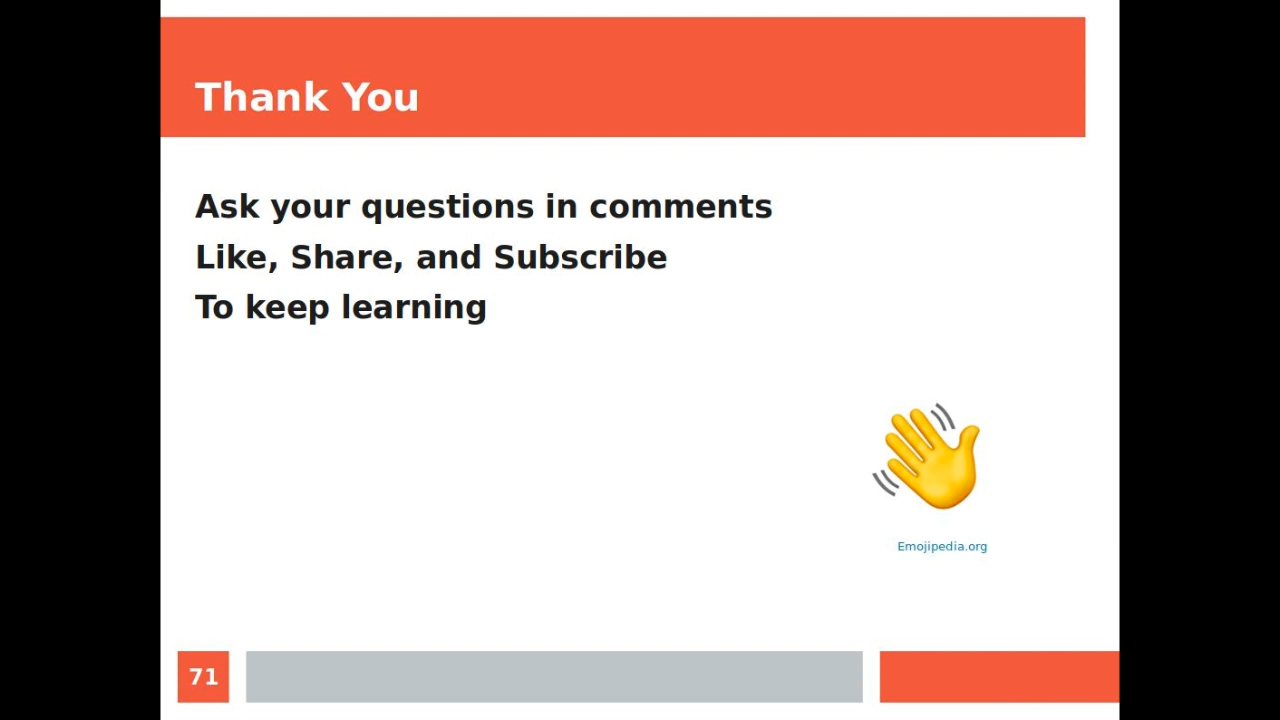 Thank You
Ask your questions in comments
Like, Share, and Subscribe
To keep learning
Emojipedia.org
71